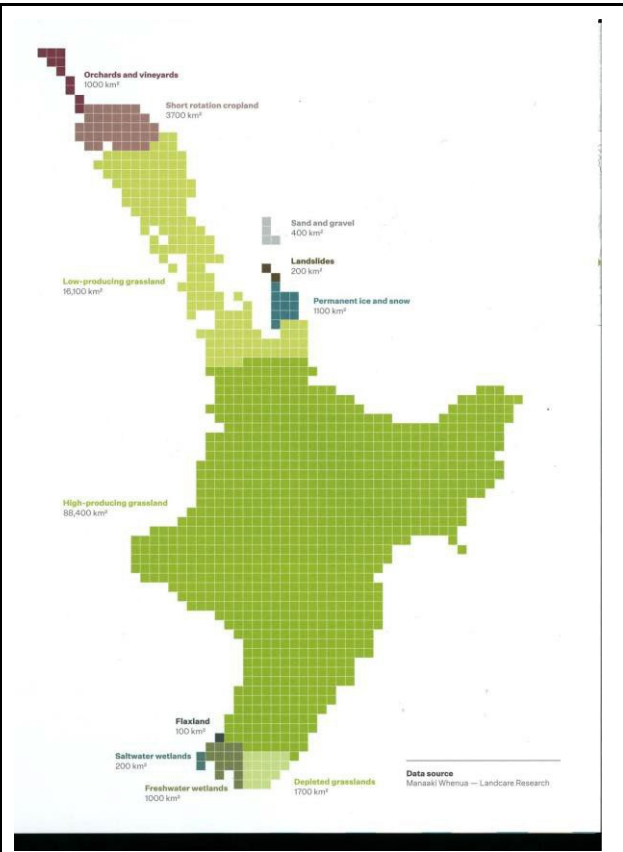 Orchards and vineyards
1000 km²
Short rotation cropland
3700 km²
Sand and gravel
400 km²
Landslides
200 km²
Low-producing grassland
16,100 km²
Permanent ice and snow
1100 km²
High-producing grassland
88,400 km²
Flaxland
100 km²
Saltwater wetlands
200 km²
Freshwater wetlands
1000 km²
Depleted grasslands
1700 km²
Data source
Manaaki Whenua — Landcare Research